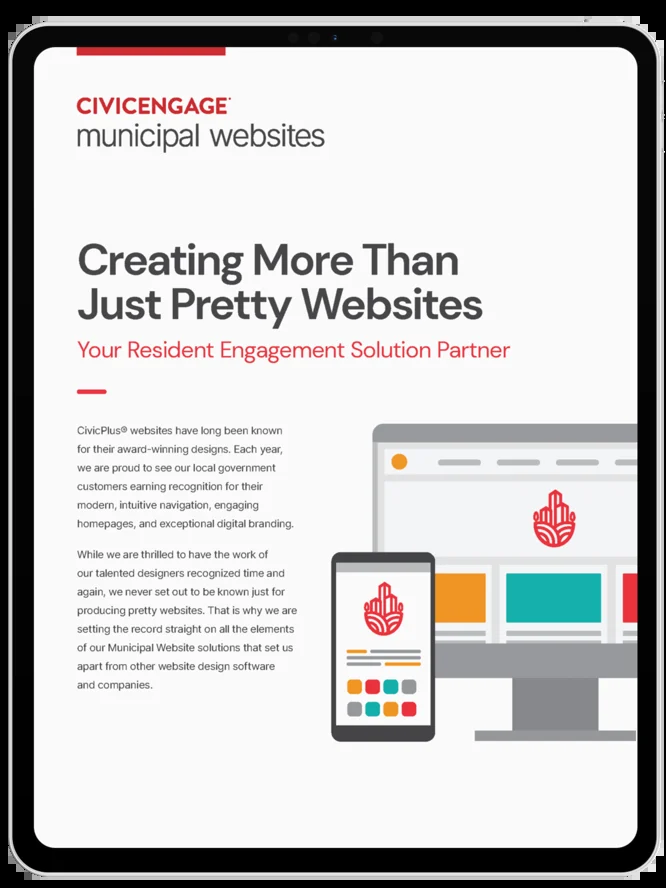 CIVICENGAGE
municipal websites
Creating More Than
Just Pretty Websites
Your Resident Engagement Solution Partner
CivicPlus® websites have long been known
for their award-winning designs. Each year,
we are proud to see our local government
customers earning recognition for their
modern, intuitive navigation, engaging
homepages, and exceptional digital branding.
While we are thrilled to have the work of
our talented designers recognized time and
again, we never set out to be known just for
producing pretty websites. That is why we are
setting the record straight on all the elements
of our Municipal Website solutions that set us
apart from other website design software
and companies.